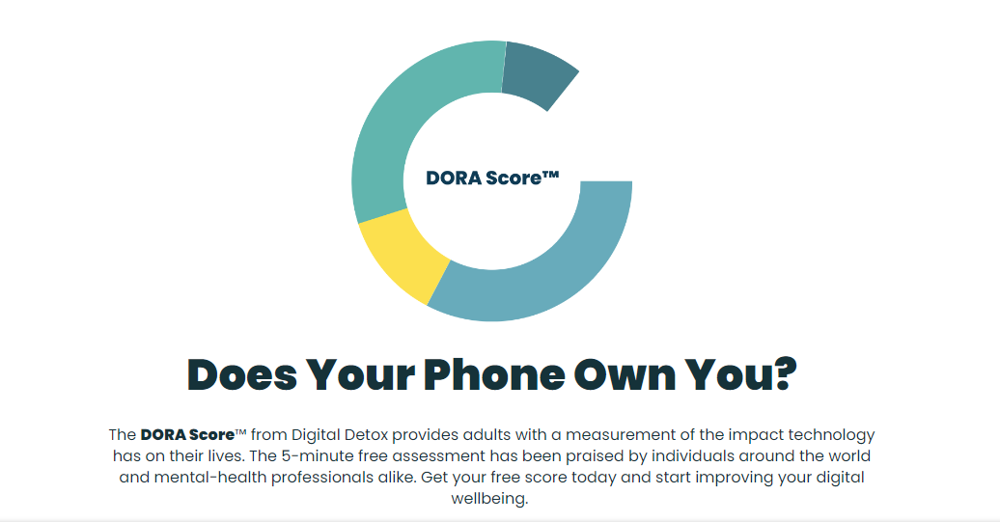 DORA Score™
Does Your Phone Own You?
The DORA Score™ from Digital Detox provides adults with a measurement of the impact technology
has on their lives. The 5-minute free assessment has been praised by individuals around the world
and mental-health professionals alike. Get your free score today and start improving your digital
wellbeing.